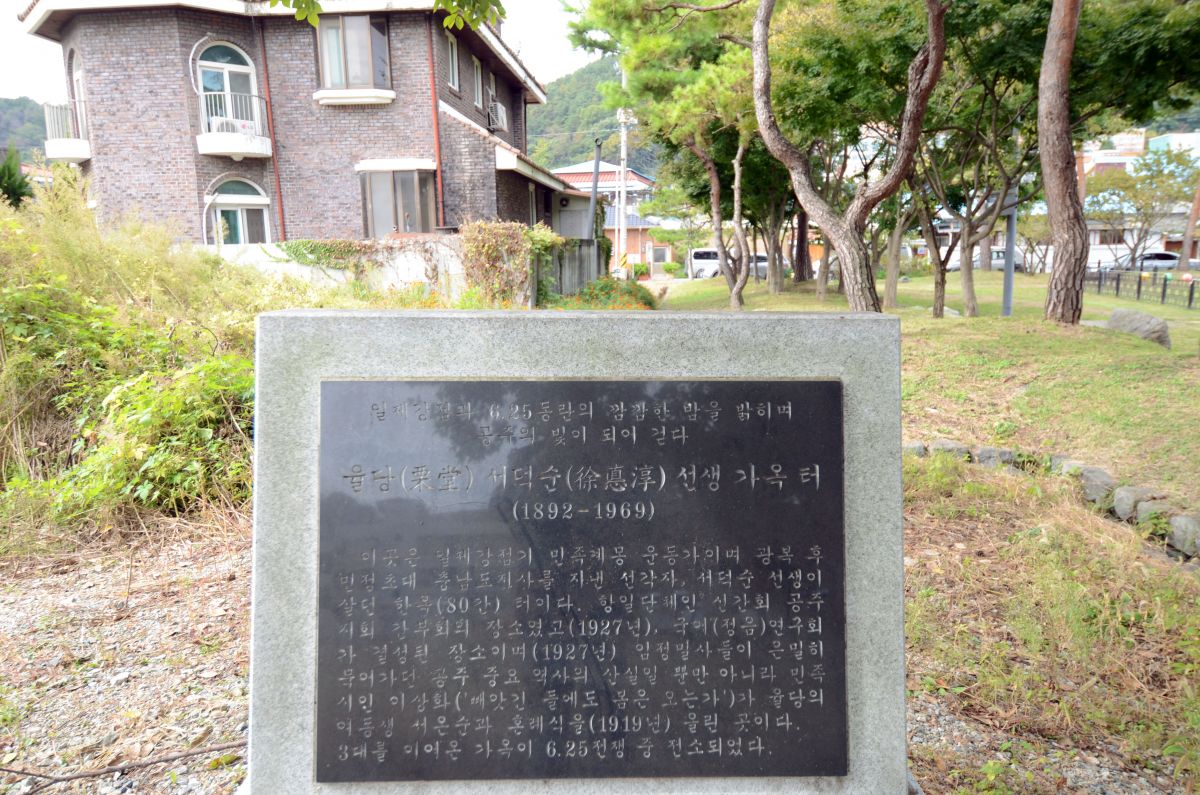 일제강점과 6.25동란의 깜깜한 밤을 밝히며
공주의 빛이 되어 걷다
율당(栗堂) 서덕순(徐悳淳) 선생 가옥 터
(1892-1969)
이곳은 일제강점기 민족계몽 운동가이며 광복 후
민정초대 충남도지사를 지낸 선각자, 서덕순 선생이
살던 한옥(80간) 터이다. 항일단체인 신간회 공주
지회 간부회의 장소였고(1927년), 국어(정음)연구회
가 결성된 장소이며(1927년) 임정밀사들이 은밀히
묵어가던 공주 중요 역사의 산실일 뿐만 아니라 민족
시인 이상화('빼앗긴 들에도 봄은 오는가')가 율당의
여동생 서온순과 혼례식을(1919년) 올린 곳이다.
3대를 이어온 가옥이 6.25전쟁 중 전소되었다.